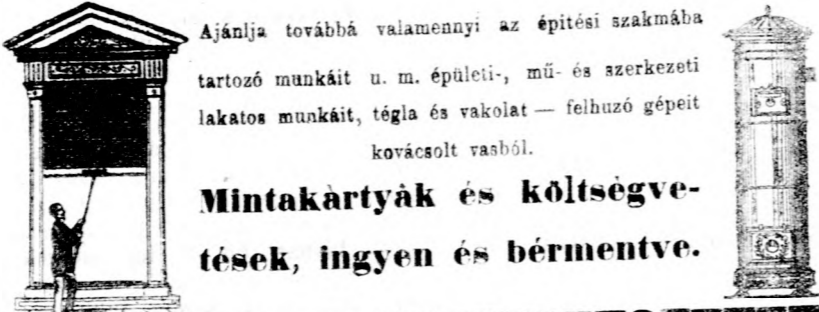 Ajánlja továbbá valamennyi az épitési szakmába
tartozó munkáit u. m. épületi-, mű- és szerkezeti
lakatos munkáit, tégla és vakolat — felhuzó gépeit
kovácsolt vasból.
Mintakàrtyåk és költségve-
tések, ingyen és bérmentve.